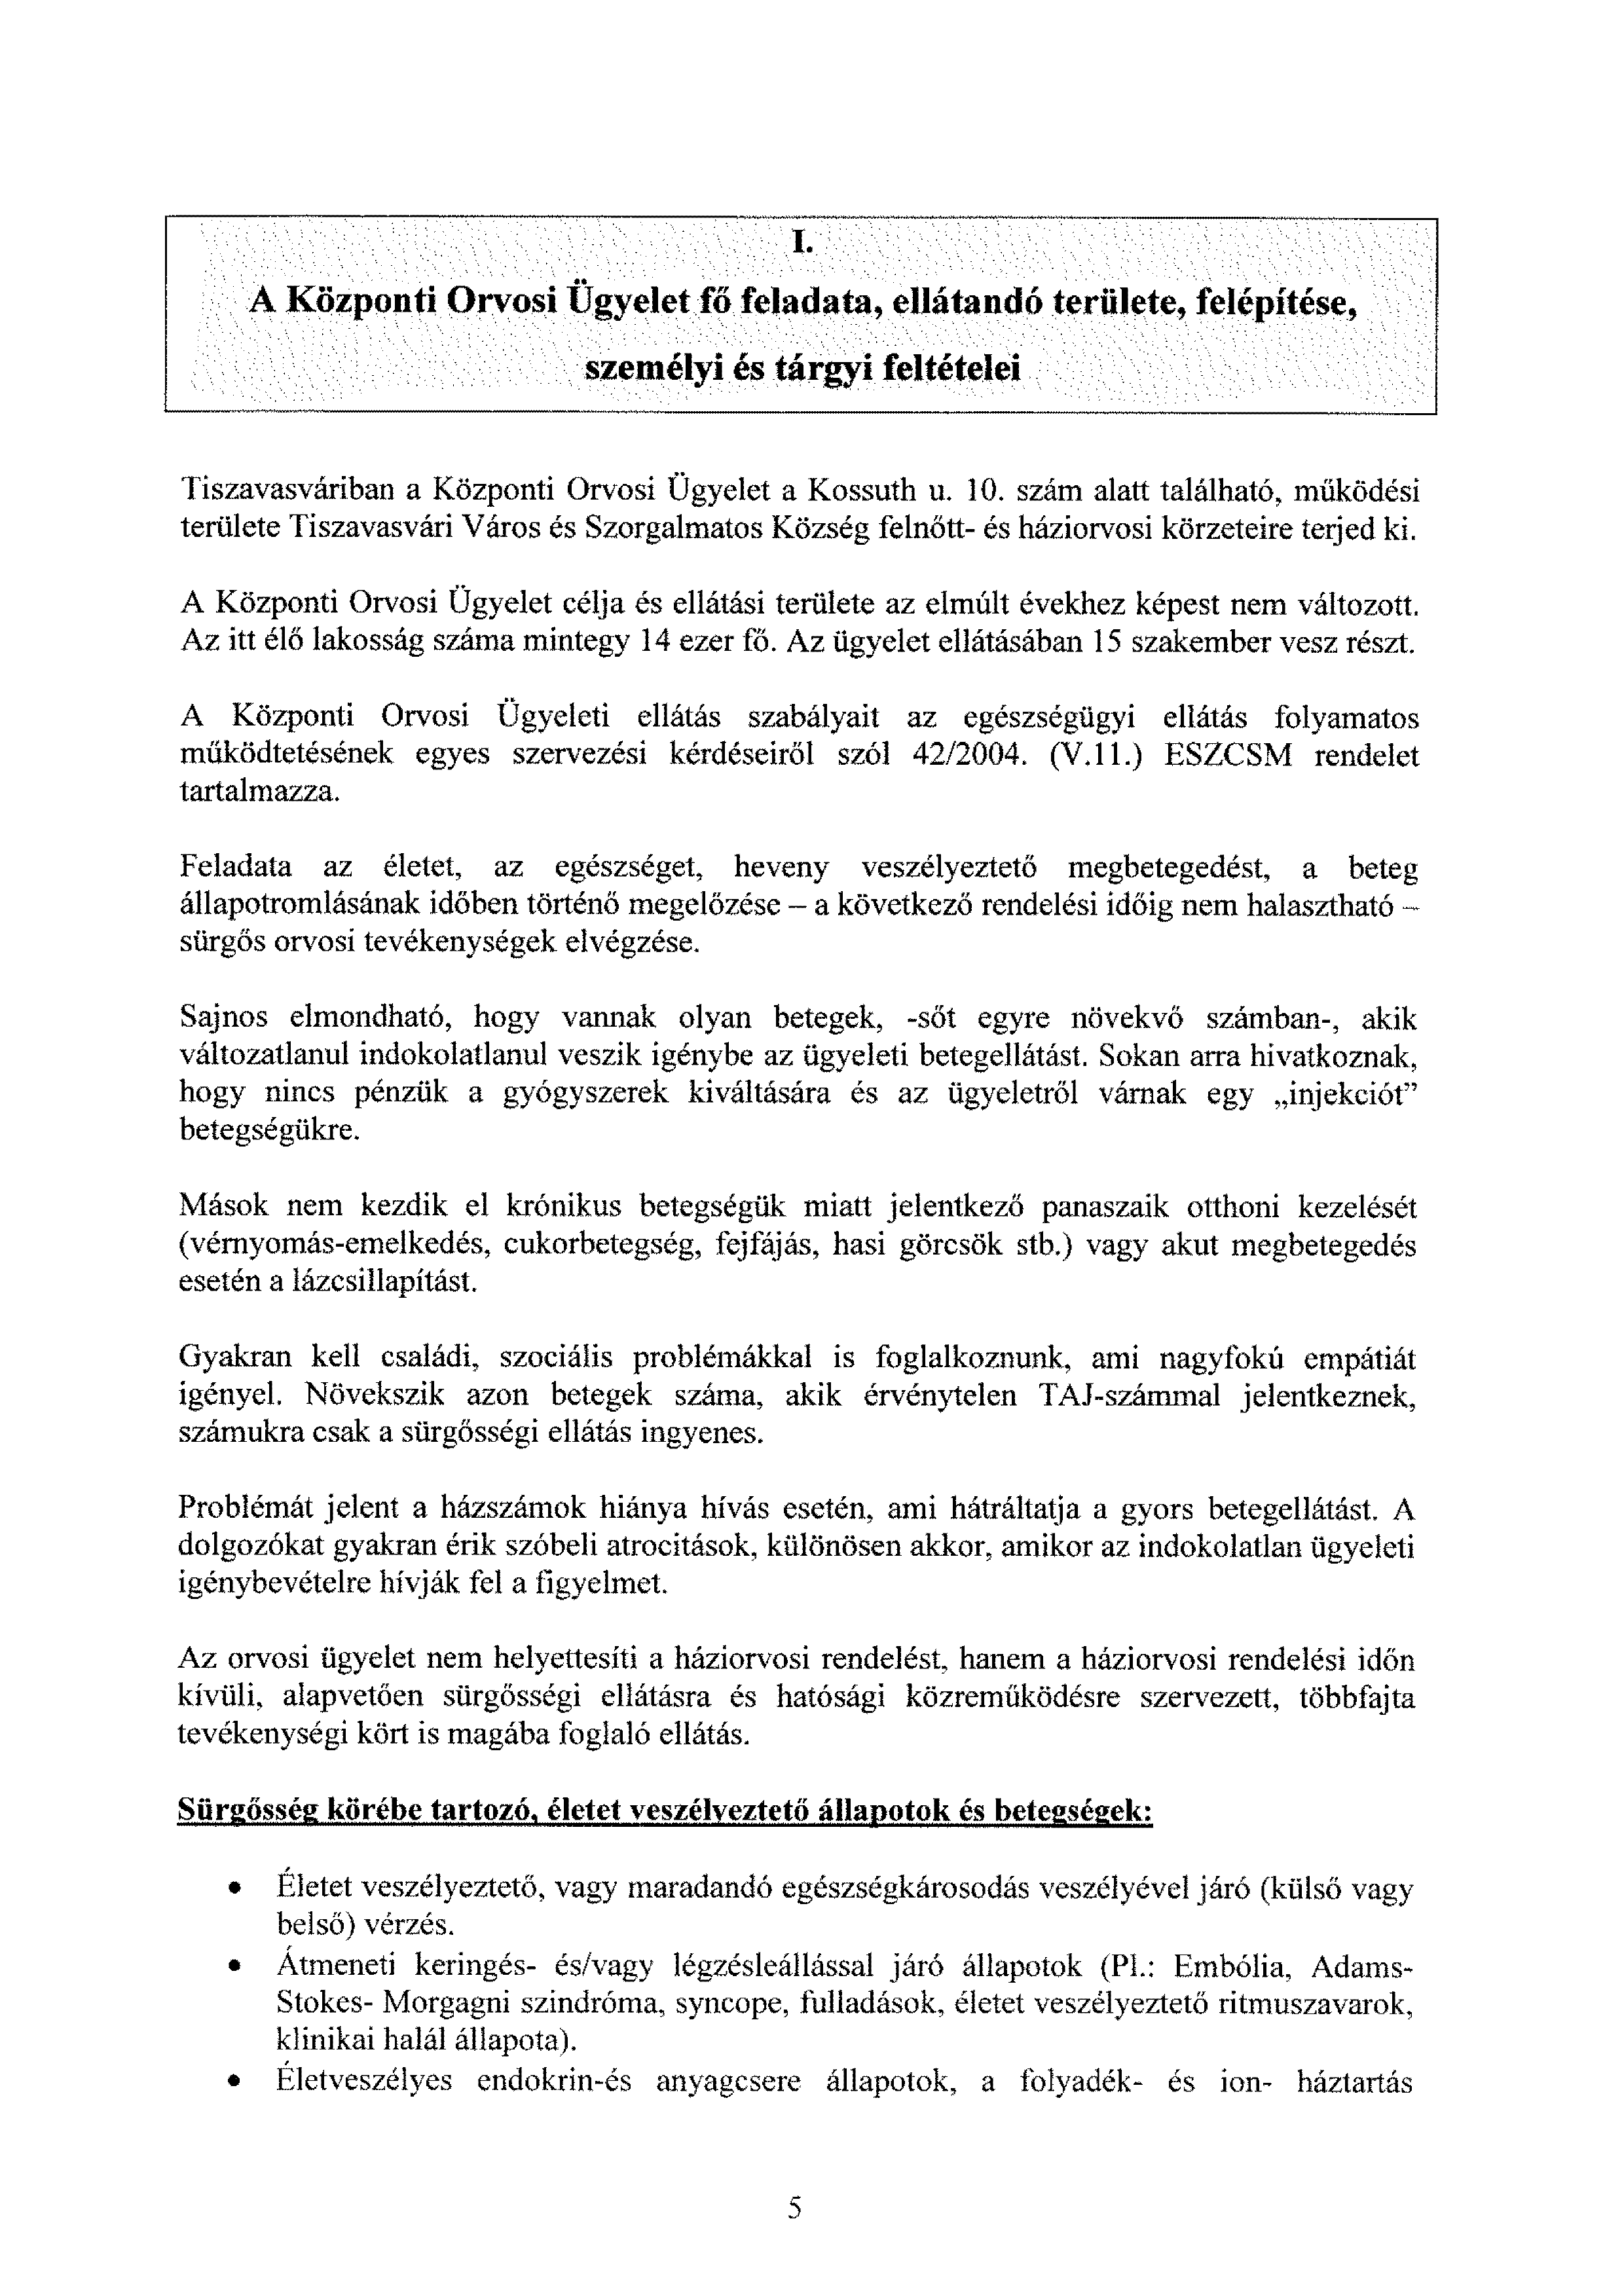 I.
A Központi Orvosi Ügyelet fő feladata, ellátandó területe, felépítése,
személyi és tárgyi feltételei
Tiszavasváriban a Központi Orvosi Ügyelet a Kossuth u. 10. szám alatt található, működési
területe Tiszavasvári Város és Szorgalmatos Község felnőtt- és háziorvosi körzeteire terjed ki.
A Központi Orvosi Ügyelet célja és ellátási területe az elmúlt évekhez képest nem változott.
Az itt élő lakosság száma mintegy 14 ezer fő. Az ügyelet ellátásában 15 szakember vesz részt.
A Központi Orvosi Ügyeleti ellátás szabályait az egészségügyi ellátás folyamatos
működtetésének egyes szervezési kérdéseiről szól 42/2004. (V.11.) ESZCSM rendelet
tartalmazza.
Feladata az életet, az egészséget, heveny veszélyeztető megbetegedést, a beteg
állapotromlásának időben történő megelőzése – a következő rendelési időig nem halasztható –
sürgős orvosi tevékenységek elvégzése.
Sajnos elmondható, hogy vannak olyan betegek, -sőt egyre növekvő számban-, akik
változatlanul indokolatlanul veszik igénybe az ügyeleti betegellátást. Sokan arra hivatkoznak,
hogy nincs pénzük a gyógyszerek kiváltására és az ügyeletről várnak egy „injekciót”
betegségükre.
Mások nem kezdik el krónikus betegségük miatt jelentkező panaszaik otthoni kezelését
(vérnyomás-emelkedés, cukorbetegség, fejfájás, hasi görcsök stb.) vagy akut megbetegedés
esetén a lázcsillapítást.
Gyakran kell családi, szociális problémákkal is foglalkoznunk, ami nagyfokú empátiát
igényel. Növekszik azon betegek száma, akik érvénytelen TAJ-számmal jelentkeznek,
számukra csak a sürgősségi ellátás ingyenes.
Problémát jelent a házszámok hiánya hívás esetén, ami hátráltatja a gyors betegellátást. A
dolgozókat gyakran érik szóbeli atrocitások, különösen akkor, amikor az indokolatlan ügyeleti
igénybevételre hívják fel a figyelmet.
Az orvosi ügyelet nem helyettesíti a háziorvosi rendelést, hanem a háziorvosi rendelési időn
kívüli, alapvetően sürgősségi ellátásra és hatósági közreműködésre szervezett, többfajta
tevékenységi kört is magába foglaló ellátás.
Sürgősség körébe tartozó, életet veszélyeztető állapotok és betegségek:
• Életet veszélyeztető, vagy maradandó egészségkárosodás veszélyével járó (külső vagy
belső) vérzés.
• Átmeneti keringés- és/vagy légzésleállással járó állapotok (Pl.: Embólia, Adams-
Stokes- Morgagni szindróma, syncope, fulladások, életet veszélyeztető ritmuszavarok,
klinikai halál állapota).
• Életveszélyes endokrin-és anyagcsere állapotok, a folyadék- és ion- háztartás
5